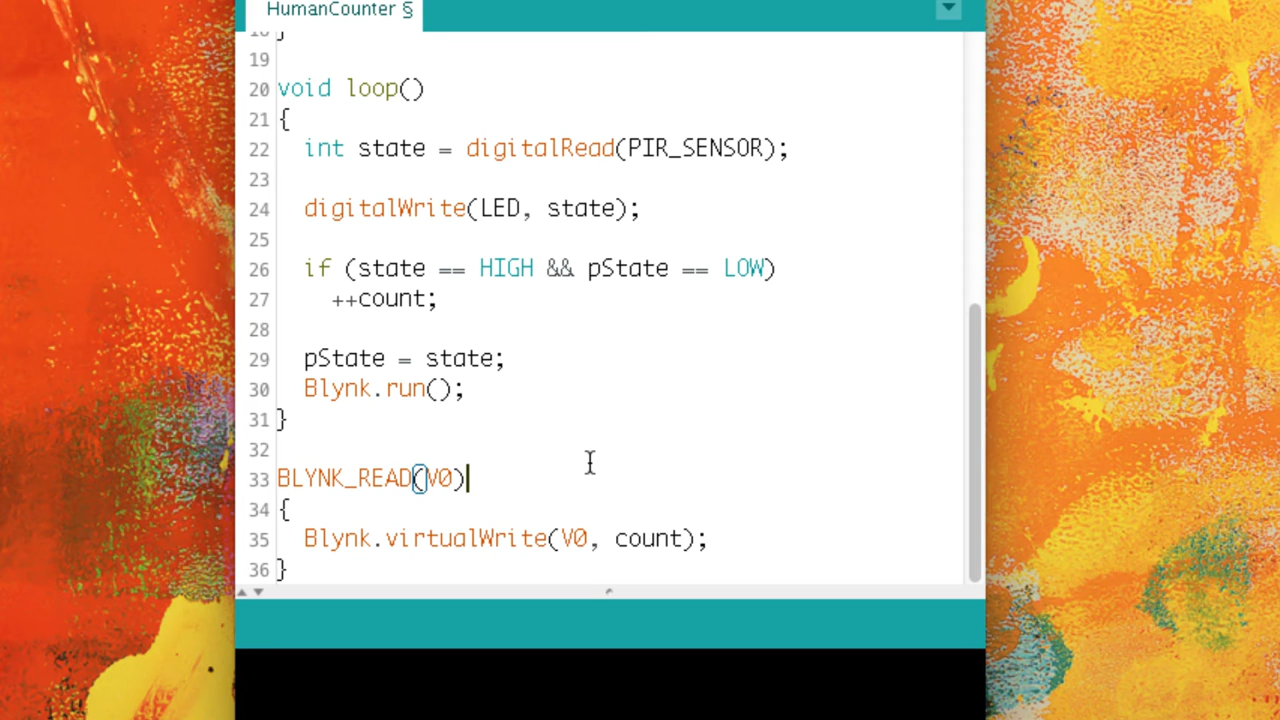 HumanCounter §
18 }
19
20 void loop()
21 {
22 int state = digitalRead(PIR_SENSOR);
23
24 digitalWrite(LED, state);
25
26 if (state == HIGH && pState == LOW)
27 ++count;
28
29 pState = state;
30 Blynk.run();
31 }
32
33 BLYNK_READ(V0)
34 {
35 Blynk.virtualWrite(V0, count);
36 }